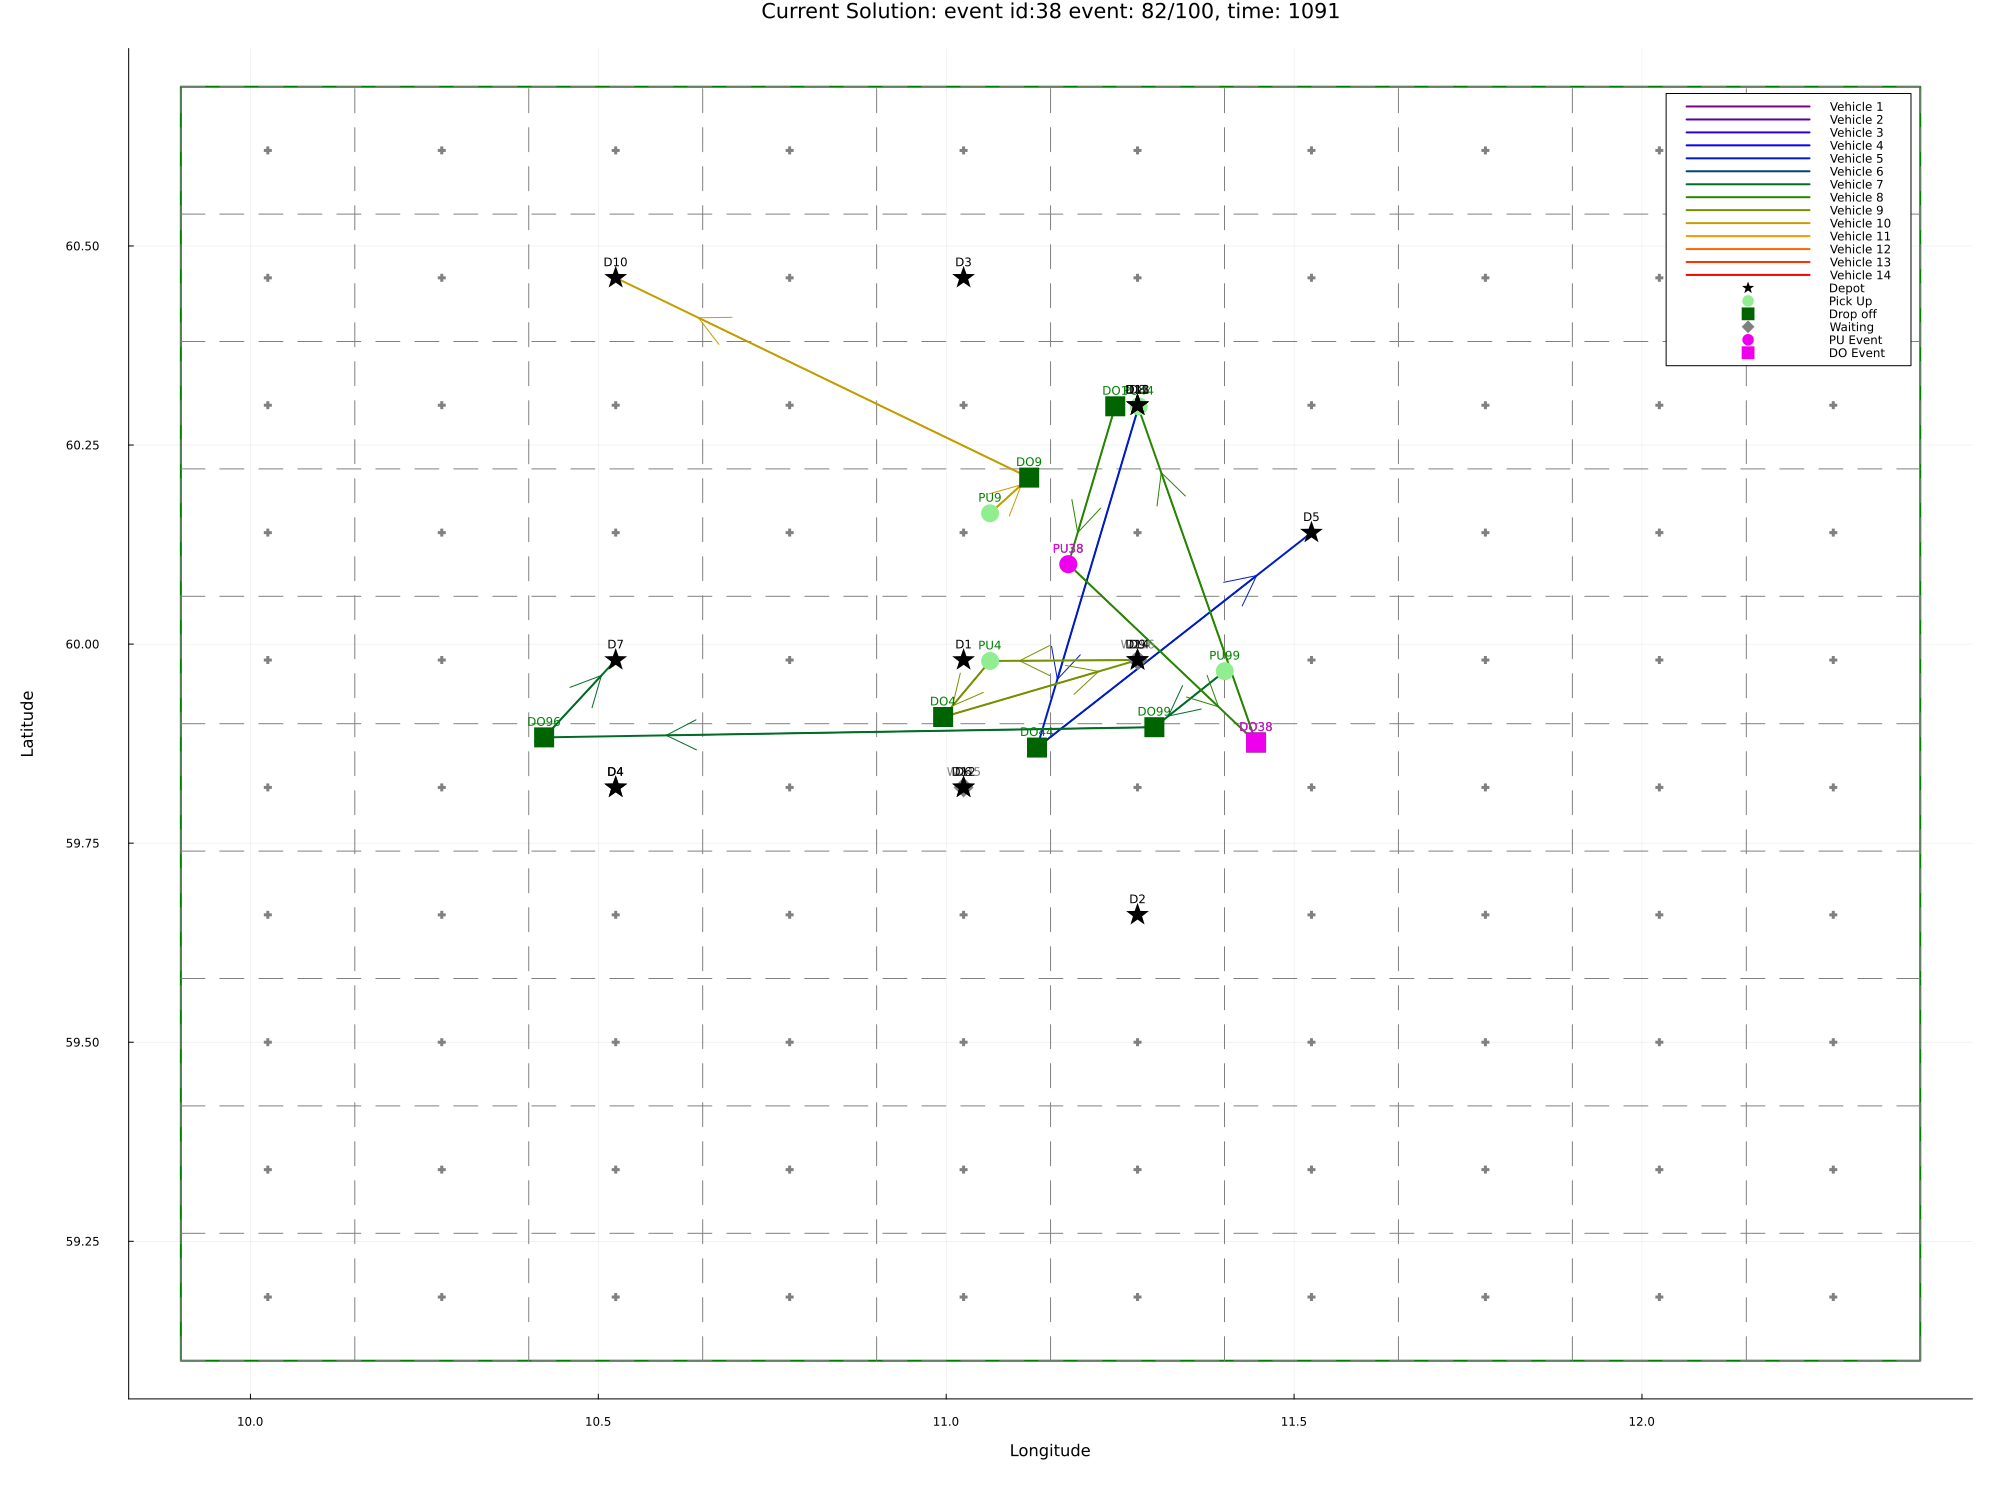 Current Solution: event id:38 event: 82/100, time: 1091
Vehicle 1
Vehicle 2
Vehicle 3
Vehicle 4
Vehicle 5
Vehicle 6
Vehicle 7
Vehicle 8
Vehicle 9
Vehicle 10
Vehicle 11
Vehicle 12
Vehicle 13
Vehicle 14
Depot
Pick Up
Drop off
Waiting
PU Event
DO Event
60.50
D10
D3
60.25
DO9
PU9
D5
PU38
60.00
D7
D1
PU4
PU99
DO4
DO96
DO99
DO38
DO44
D4
59.75
D2
59.50
59.25
10.0
10.5
11.0
11.5
12.0
Longitude
Latitude